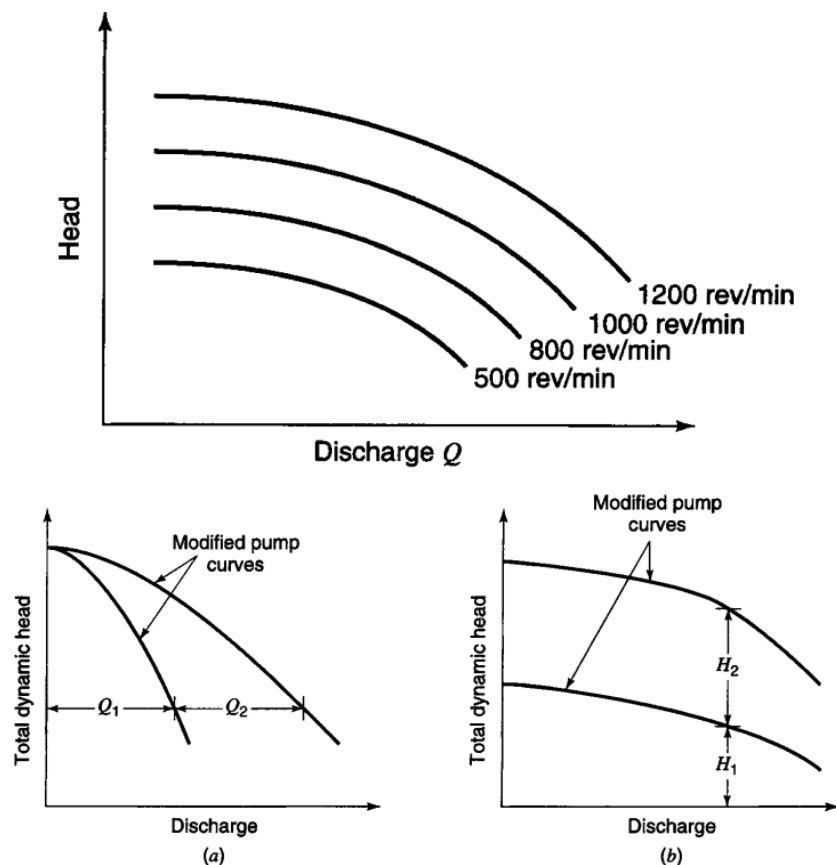 Head
1200 rev/min
1000 rev/min
800 rev/min
500 rev/min
Discharge Q
Modified pump
curves
Total dynamic head
Q1
Q2
Discharge
(a)
Modified pump
curves
Total dynamic head
H2
H1
Discharge
(b)